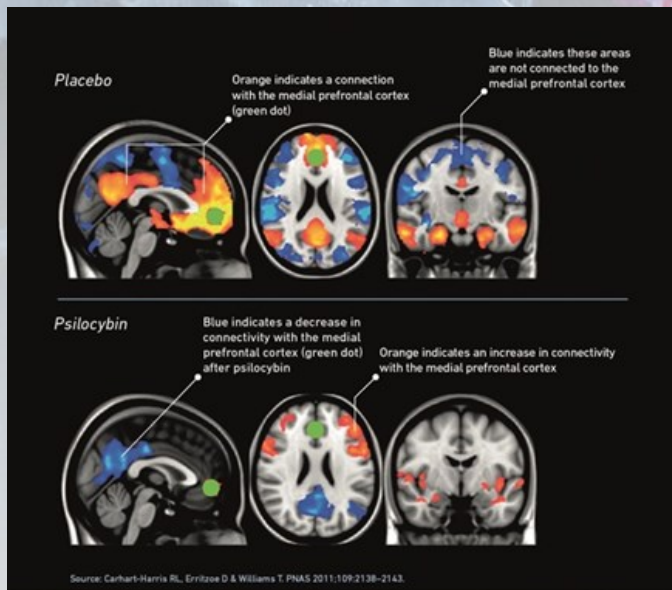 Placebo
Orange indicates a connection
with the medial prefrontal cortex
(green dot)
Blue indicates these areas
are not connected to the
medial prefrontal cortex
Psilocybin
Blue indicates a decrease in
connectivity with the medial
prefrontal cortex (green dot)
after psilocybin
Orange indicates an increase in connectivity
with the medial prefrontal cortex
Source: Carhart-Harris RL, Erritzoe D & Williams T. PNAS 2011;109:2138–2143.